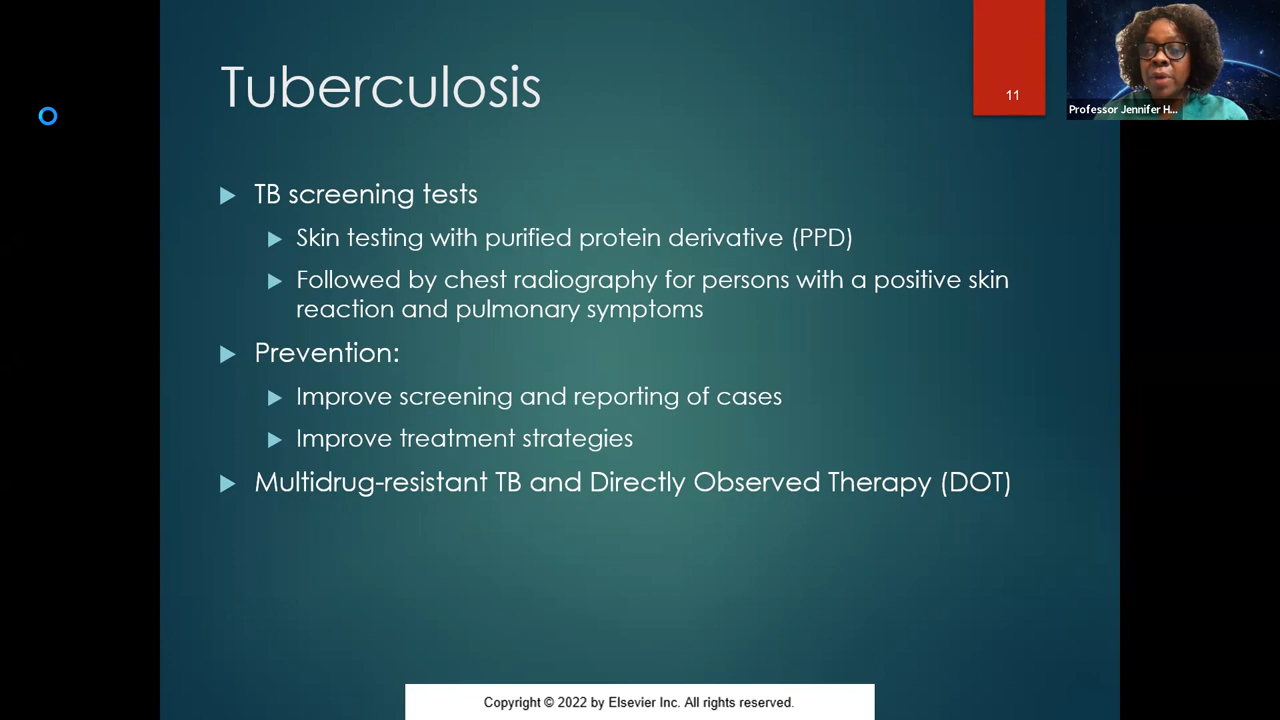 Tuberculosis
11
Professor Jennifer H...
TB screening tests
Skin testing with purified protein derivative (PPD)
Followed by chest radiography for persons with a positive skin
reaction and pulmonary symptoms
Prevention:
Improve screening and reporting of cases
Improve treatment strategies
Multidrug-resistant TB and Directly Observed Therapy (DOT)
Copyright © 2022 by Elsevier Inc. All rights reserved.